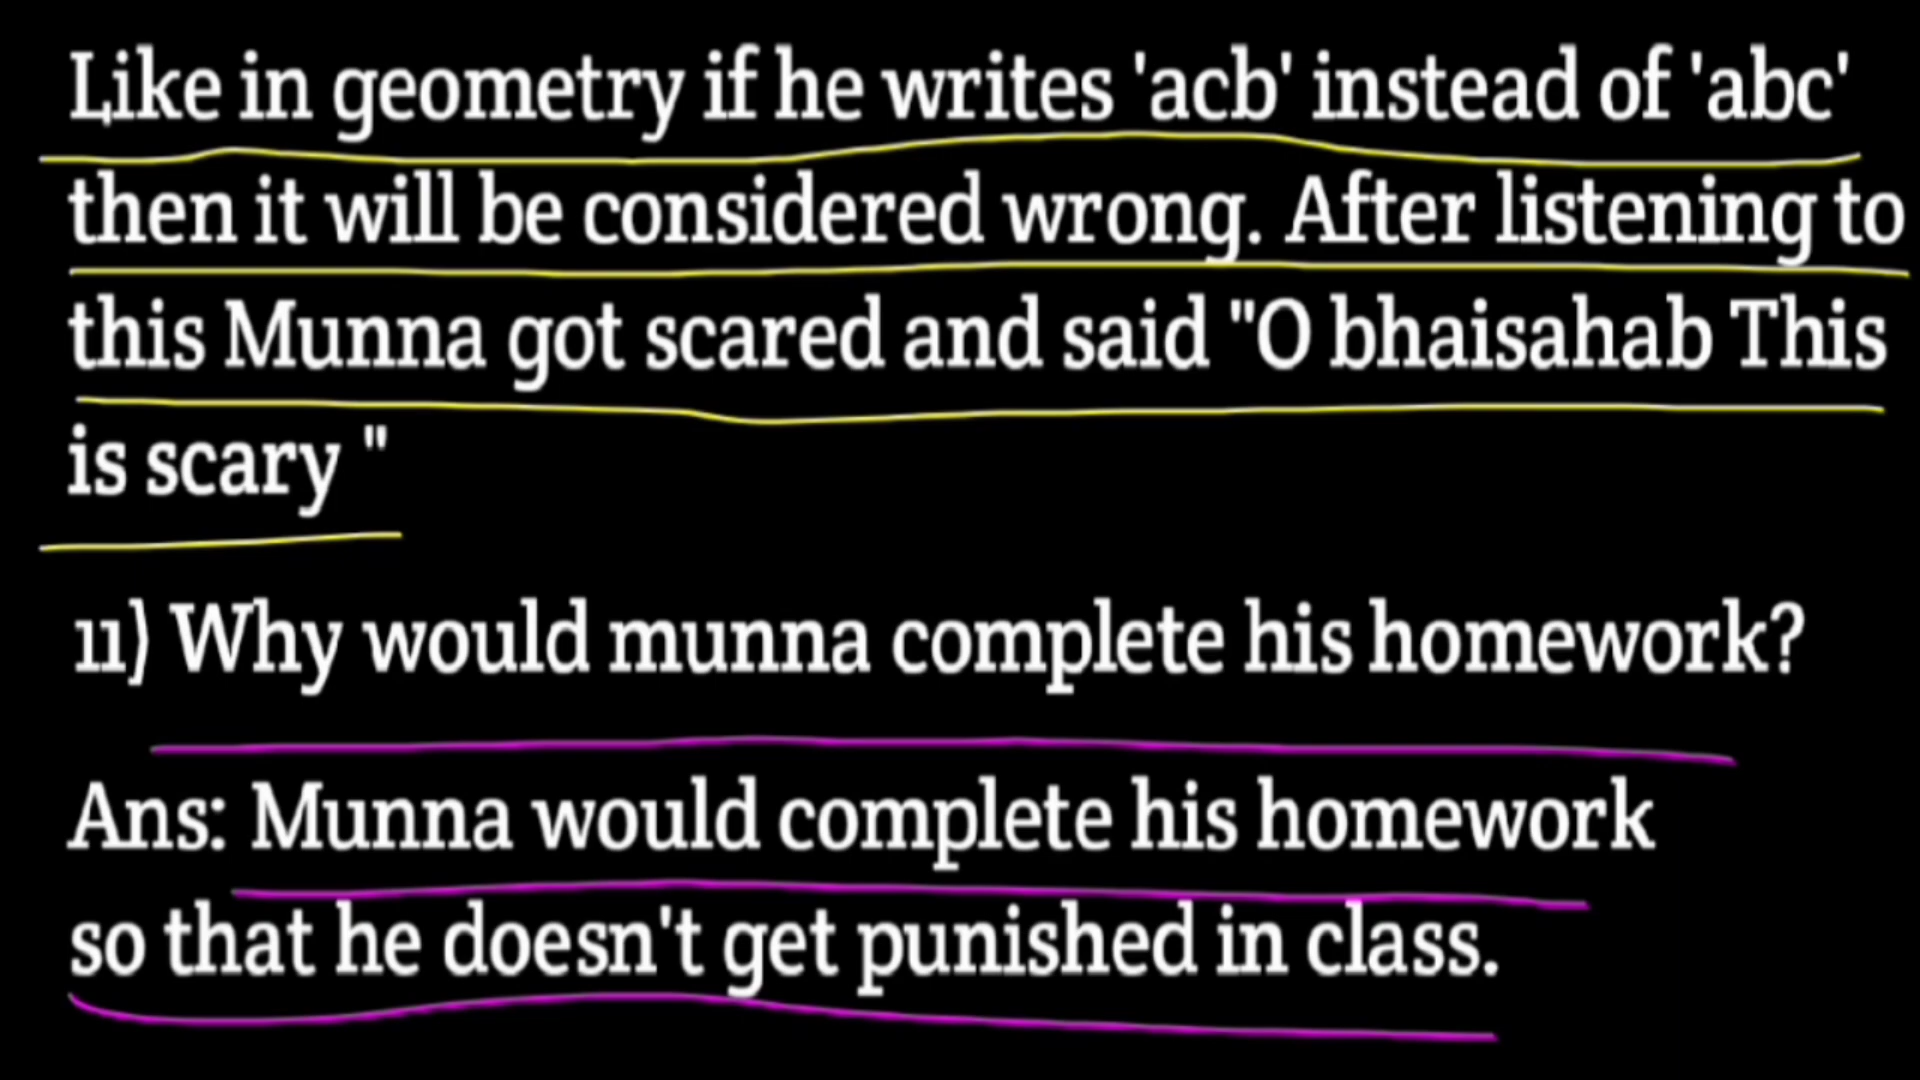 Like in geometry if he writes 'acb' instead of 'abc'
then it will be considered wrong. After listening to
this Munna got scared and said "O bhaisahab This
is scary "
11) Why would munna complete his homework?
Ans: Munna would complete his homework
so that he doesn't get punished in class.